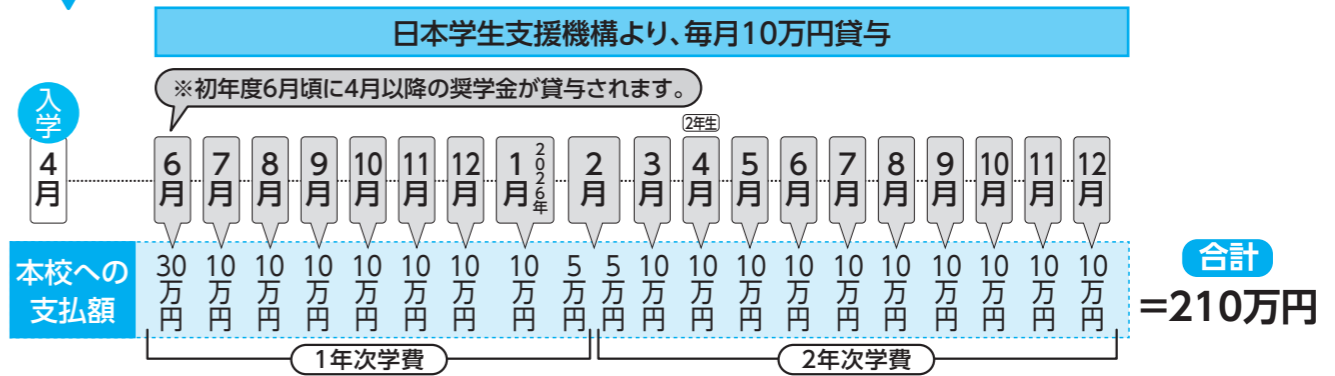 日本学生支援機構より、毎月10万円貸与
※初年度6月頃に4月以降の奨学金が貸与されます。
入学
2年生
4月
6月
7月
8月
9月
10月
11月
12月
1月
2026年
2月
3月
4月
5月
6月
7月
8月
9月
10月
11月
12月
本校への
支払額
30万円
10万円
10万円
10万円
10万円
10万円
10万円
10万円
5万円
5万円
10万円
10万円
10万円
10万円
10万円
10万円
10万円
10万円
10万円
10万円
合計
=210万円
1年次学費
2年次学費